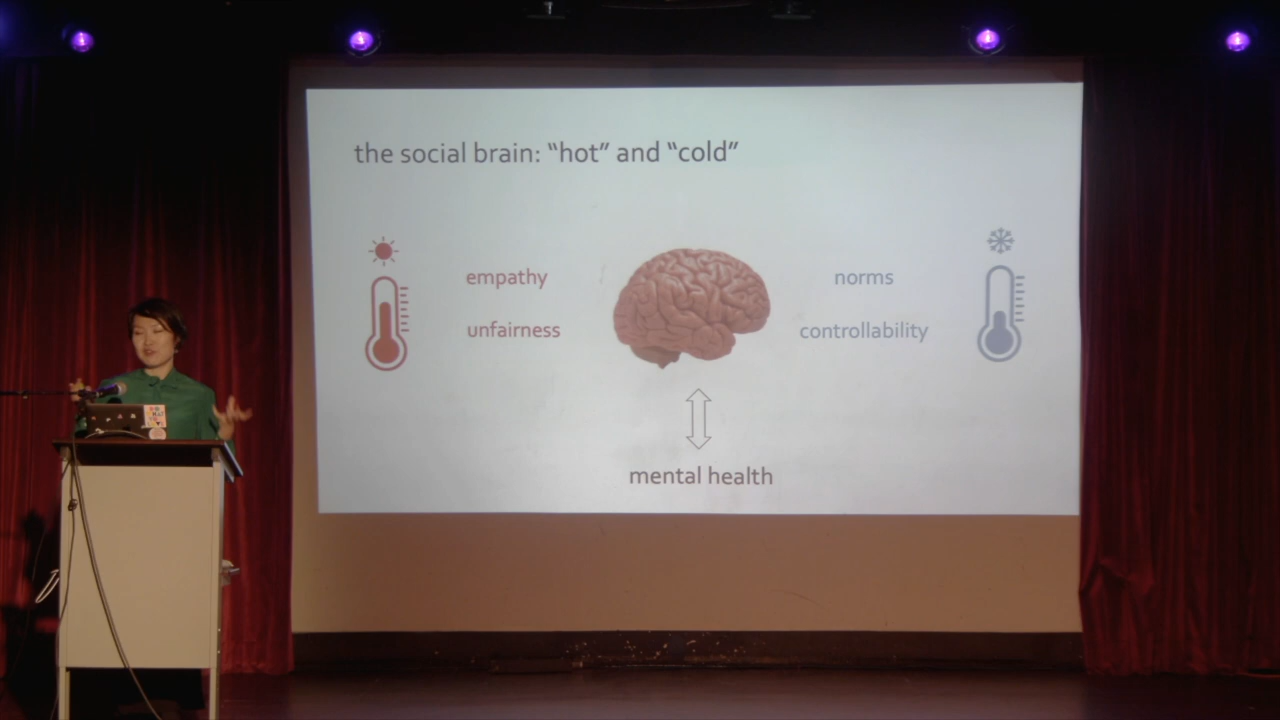 the social brain: “hot” and “cold”
empathy
unfairness
norms
controllability
mental health